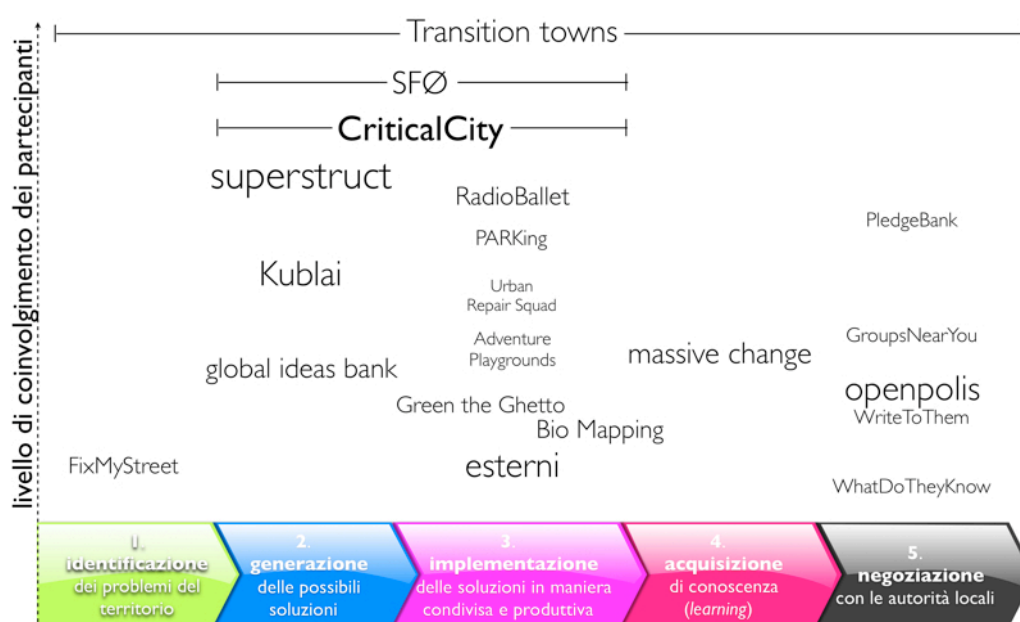 livello di coinvolgimento dei partecipanti
Transition towns
SFØ
CriticalCity
superstruct
RadioBallet
PledgeBank
PARKing
Kublai
Urban
Repair Squad
Adventure
Playgrounds
GroupsNearYou
massive change
global ideas bank
openpolis
Green the Ghetto
WriteToThem
Bio Mapping
FixMyStreet
esterni
WhatDoTheyKnow
1.
identificazione
dei problemi del
territorio
2.
generazione
delle possibili
soluzioni
3.
implementazione
delle soluzioni in maniera
condivisa e produttiva
4.
acquisizione
di conoscenza
(learning)
5.
negoziazione
con le autorità locali